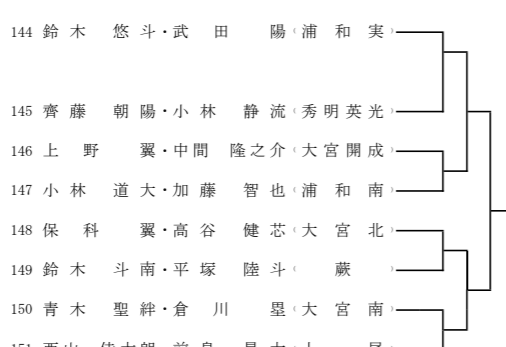 144 鈴木 悠斗・武田 陽（浦和実）
145 齊藤 朝陽・小林 静流（秀明英光）
146 上野 翼・中間 隆之介（大宮開成）
147 小林 道大・加藤 智也（浦和南）
148 保科 翼・高谷 健芯（大宮北）
149 鈴木 斗南・平塚 陸斗（蕨）
150 青木 聖絆・倉川 塁（大宮南）
151